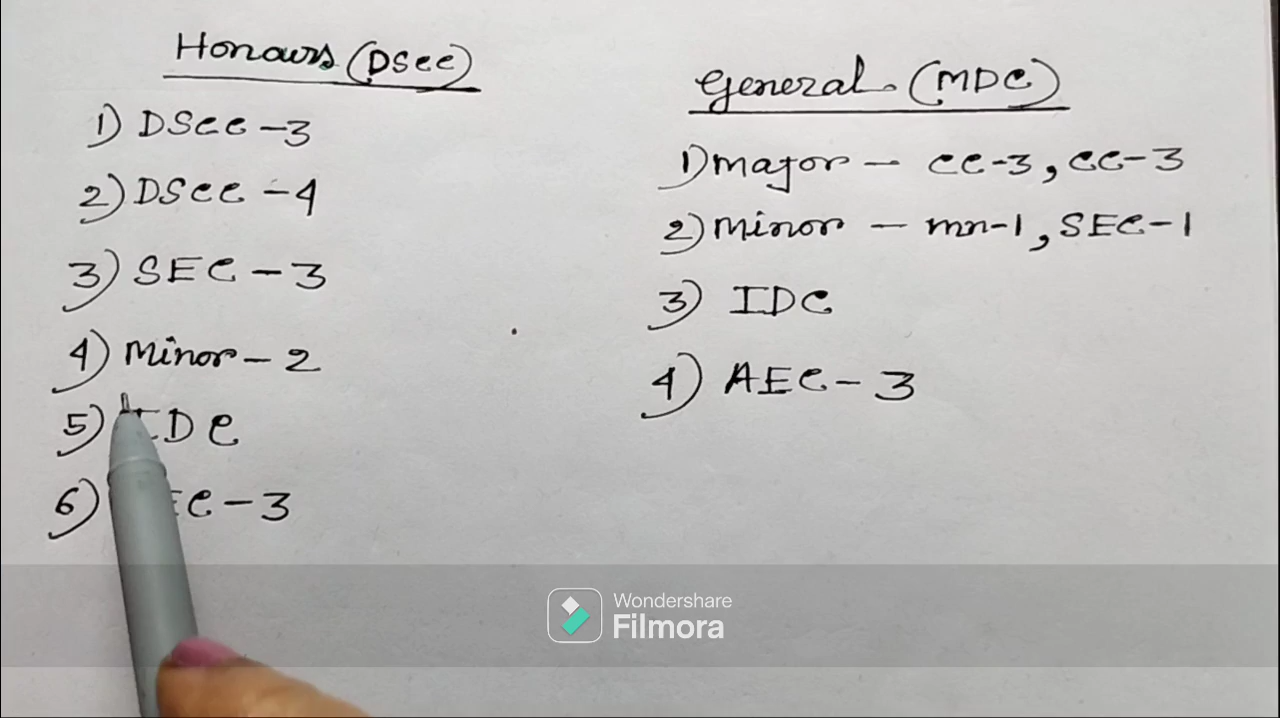 Honours (DSCC)
1) DSCC - 3
2) DSCC - 4
3) SEC - 3
4) Minor - 2
5) IDC
6) EC - 3
General. (MDC)
1) major - CC-3, CC-3
2) Minor - mn-1, SEC-1
3) IDC
4) AEC - 3
Wondershare
Filmora